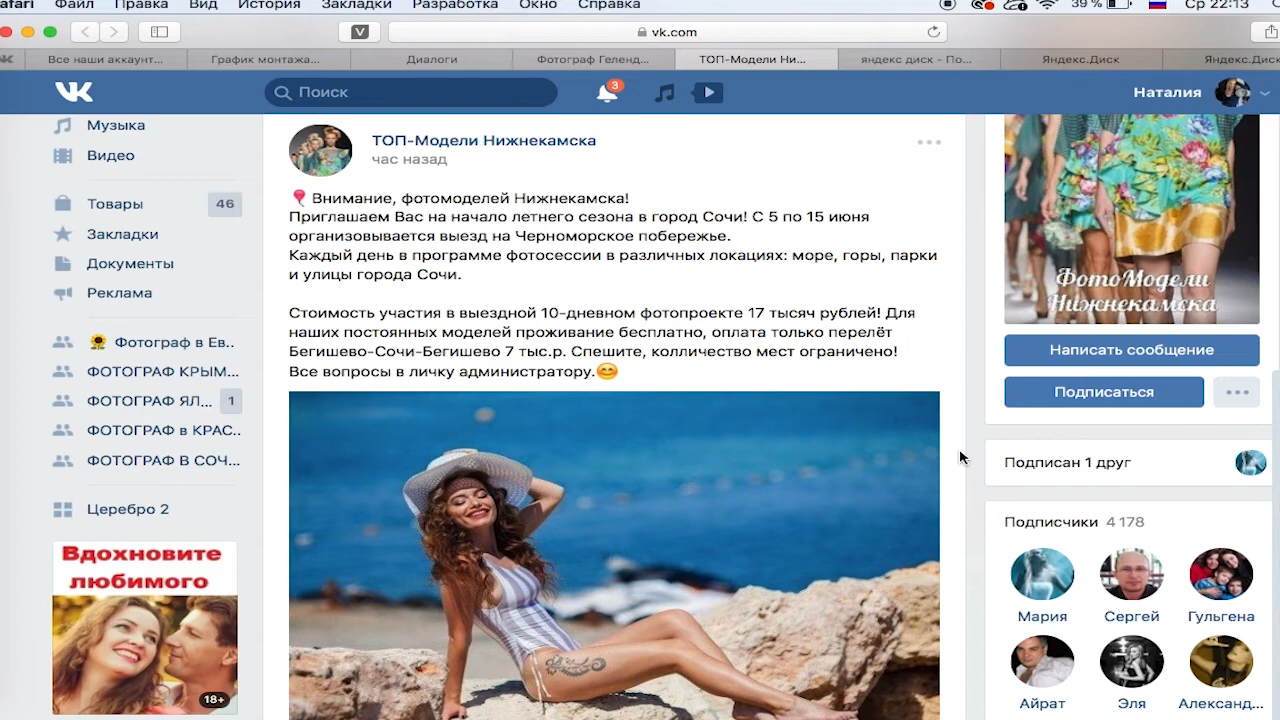 afari Файл Правка Вид История Закладки Разработка Окно Справка 39 % Ср 22:13
V
vk.com
Все наши аккаунт...
График монтажа...
Диалоги
Фотограф Геленд...
ТОП-Модели Ни...
яндекс диск - По...
Яндекс.Диск
Яндекс.Диск
Поиск
3
Наталия
Музыка
Видео
Товары 46
Закладки
Документы
Реклама
Фотограф в Ев..
ФОТОГРАФ КРЫМ...
ФОТОГРАФ ЯЛ... 1
ФОТОГРАФ в КРАС..
ФОТОГРАФ В СОЧ...
Церебро 2
Вдохновите
любимого
18+
ТОП-Модели Нижнекамска
час назад
Внимание, фотомоделей Нижнекамска!
Приглашаем Вас на начало летнего сезона в город Сочи! С 5 по 15 июня
организовывается выезд на Черноморское побережье.
Каждый день в программе фотосессии в различных локациях: море, горы, парки
и улицы города Сочи.
Стоимость участия в выездной 10-дневном фотопроекте 17 тысяч рублей! Для
наших постоянных моделей проживание бесплатно, оплата только перелёт
Бегишево-Сочи-Бегишево 7 тыс.р. Спешите, колличество мест ограничено!
Все вопросы в личку администратору.
ФотоМодели
Нижнекамска
Написать сообщение
Подписаться
Подписан 1 друг
Подписчики 4 178
Мария
Сергей
Гульгена
Айрат
Эля
Александ...